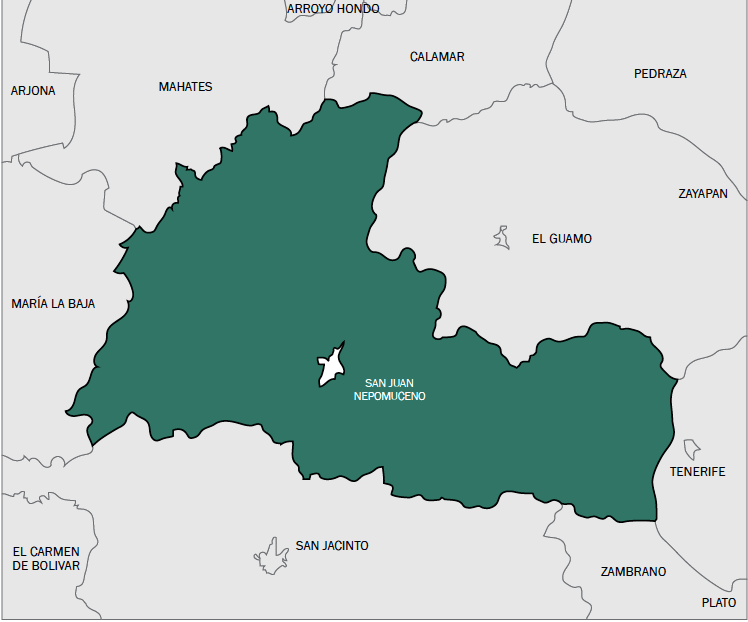 ARROYO HONDO
CALAMAR
PEDRAZA
ARJONA
MAHATES
ZAYAPAN
EL GUAMO
MARÍA LA BAJA
SAN JUAN
NEPOMUCENO
TENERIFE
SAN JACINTO
EL CARMEN
DE BOLIVAR
ZAMBRANO
PLATO